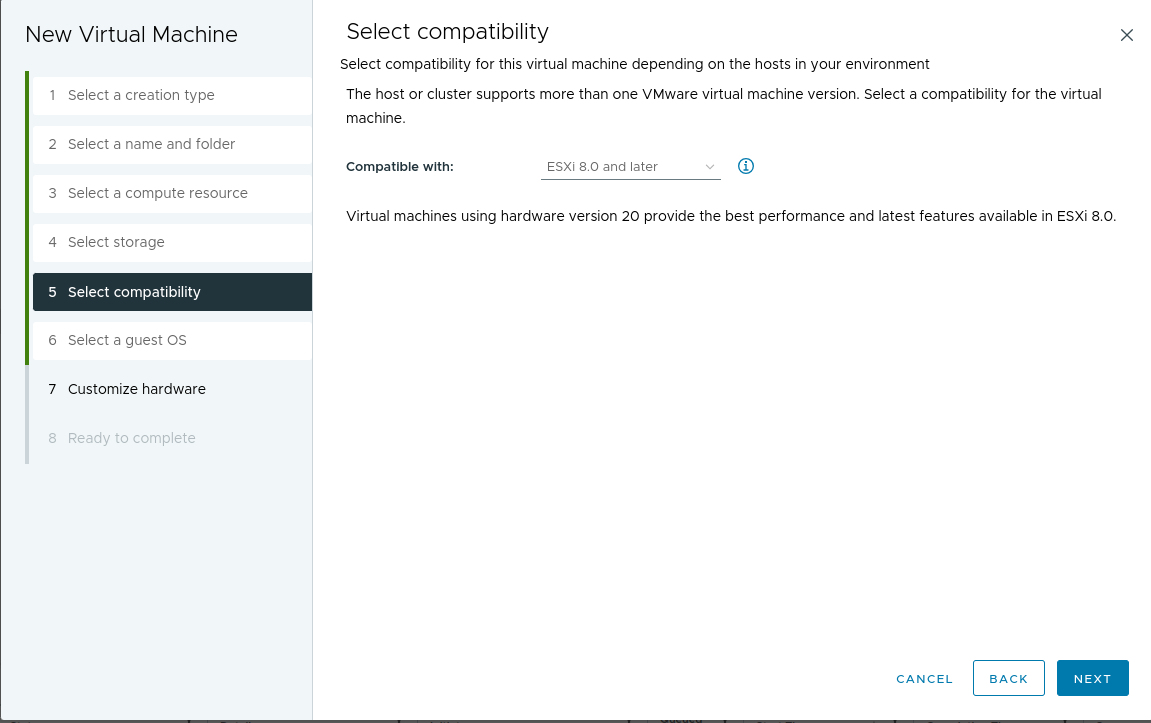 New Virtual Machine
1 Select a creation type
2 Select a name and folder
3 Select a compute resource
4 Select storage
5 Select compatibility
6 Select a guest OS
7 Customize hardware
8 Ready to complete
Select compatibility
Select compatibility for this virtual machine depending on the hosts in your environment
The host or cluster supports more than one VMware virtual machine version. Select a compatibility for the virtual
machine.
Compatible with: ESXi 8.0 and later
Virtual machines using hardware version 20 provide the best performance and latest features available in ESXi 8.0.
CANCEL BACK NEXT